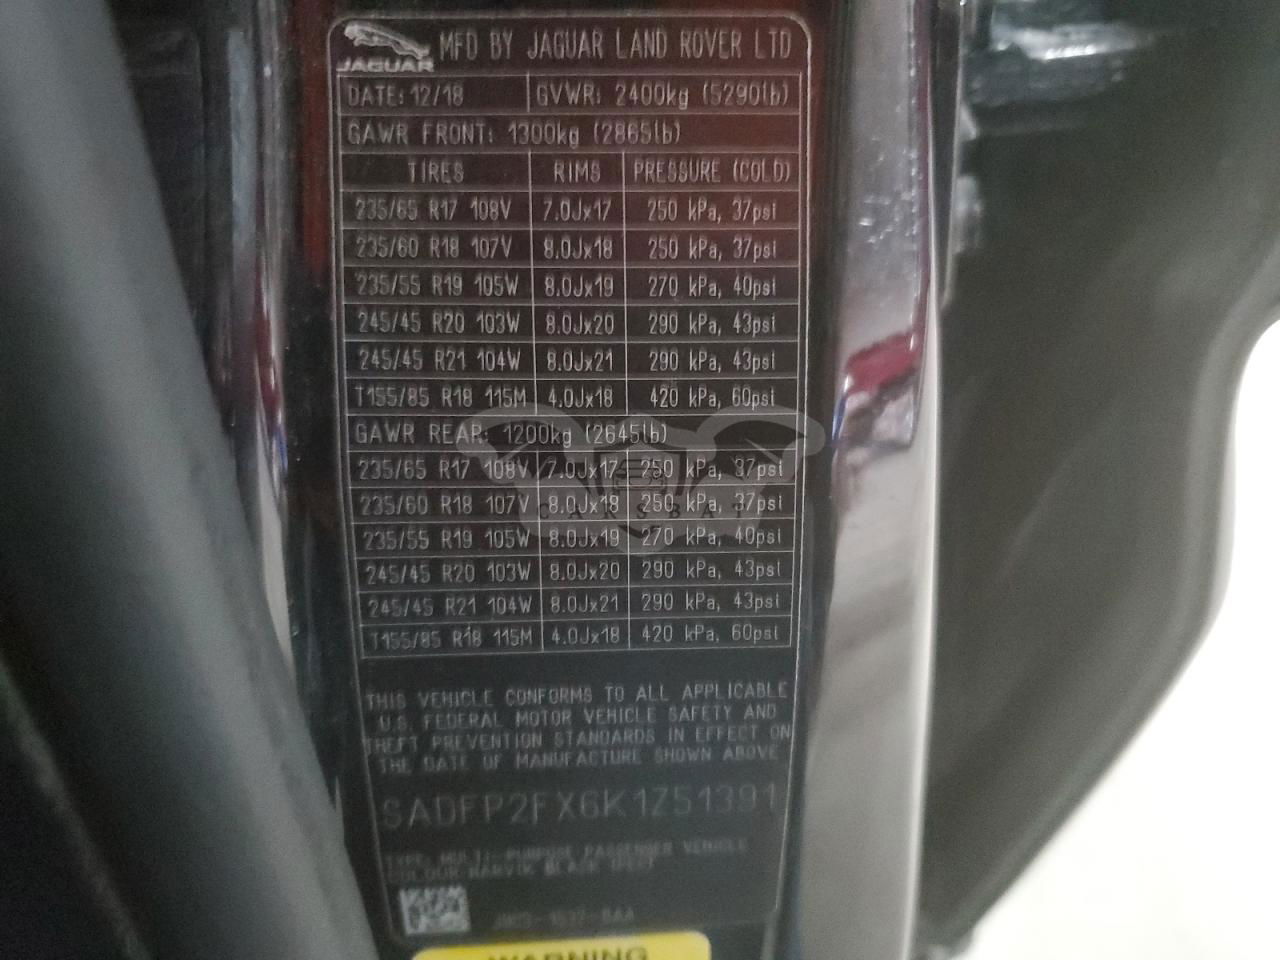 JAGUAR MFD BY JAGUAR LAND ROVER LTD
DATE: 12/18 GVWR: 2400kg (5290lb)
GAWR FRONT: 1300kg (2865lb)
TIRES RIMS PRESSURE (COLD)
235/65 R17 108V 7.0Jx17 250 kPa, 37psi
235/60 R18 107V 8.0Jx18 250 kPa, 37psi
235/55 R19 105W 8.0Jx19 270 kPa, 40psi
245/45 R20 103W 8.0Jx20 290 kPa, 43psi
245/45 R21 104W 8.0Jx21 290 kPa, 43psi
T155/85 R18 115M 4.0Jx18 420 kPa, 60psi
GAWR REAR: 1200kg (2645lb)
235/65 R17 108V 7.0Jx17 250 kPa, 37psi
235/60 R18 107V 8.0Jx18 250 kPa, 37psi
CARSBAT
235/55 R19 105W 8.0Jx19 270 kPa, 40psi
245/45 R20 103W 8.0Jx20 290 kPa, 43psi
245/45 R21 104W 8.0Jx21 290 kPa, 43psi
T155/85 R18 115M 4.0Jx18 420 kPa, 60psi
THIS VEHICLE CONFORMS TO ALL APPLICABLE
U.S. FEDERAL MOTOR VEHICLE SAFETY AND
THEFT PREVENTION STANDARDS IN EFFECT ON
THE DATE OF MANUFACTURE SHOWN ABOVE
SADFP2FX6K1Z51391
TYPE: MULTI-PURPOSE PASSENGER VEHICLE
COLOUR:NARVIK BLACK
WARNING